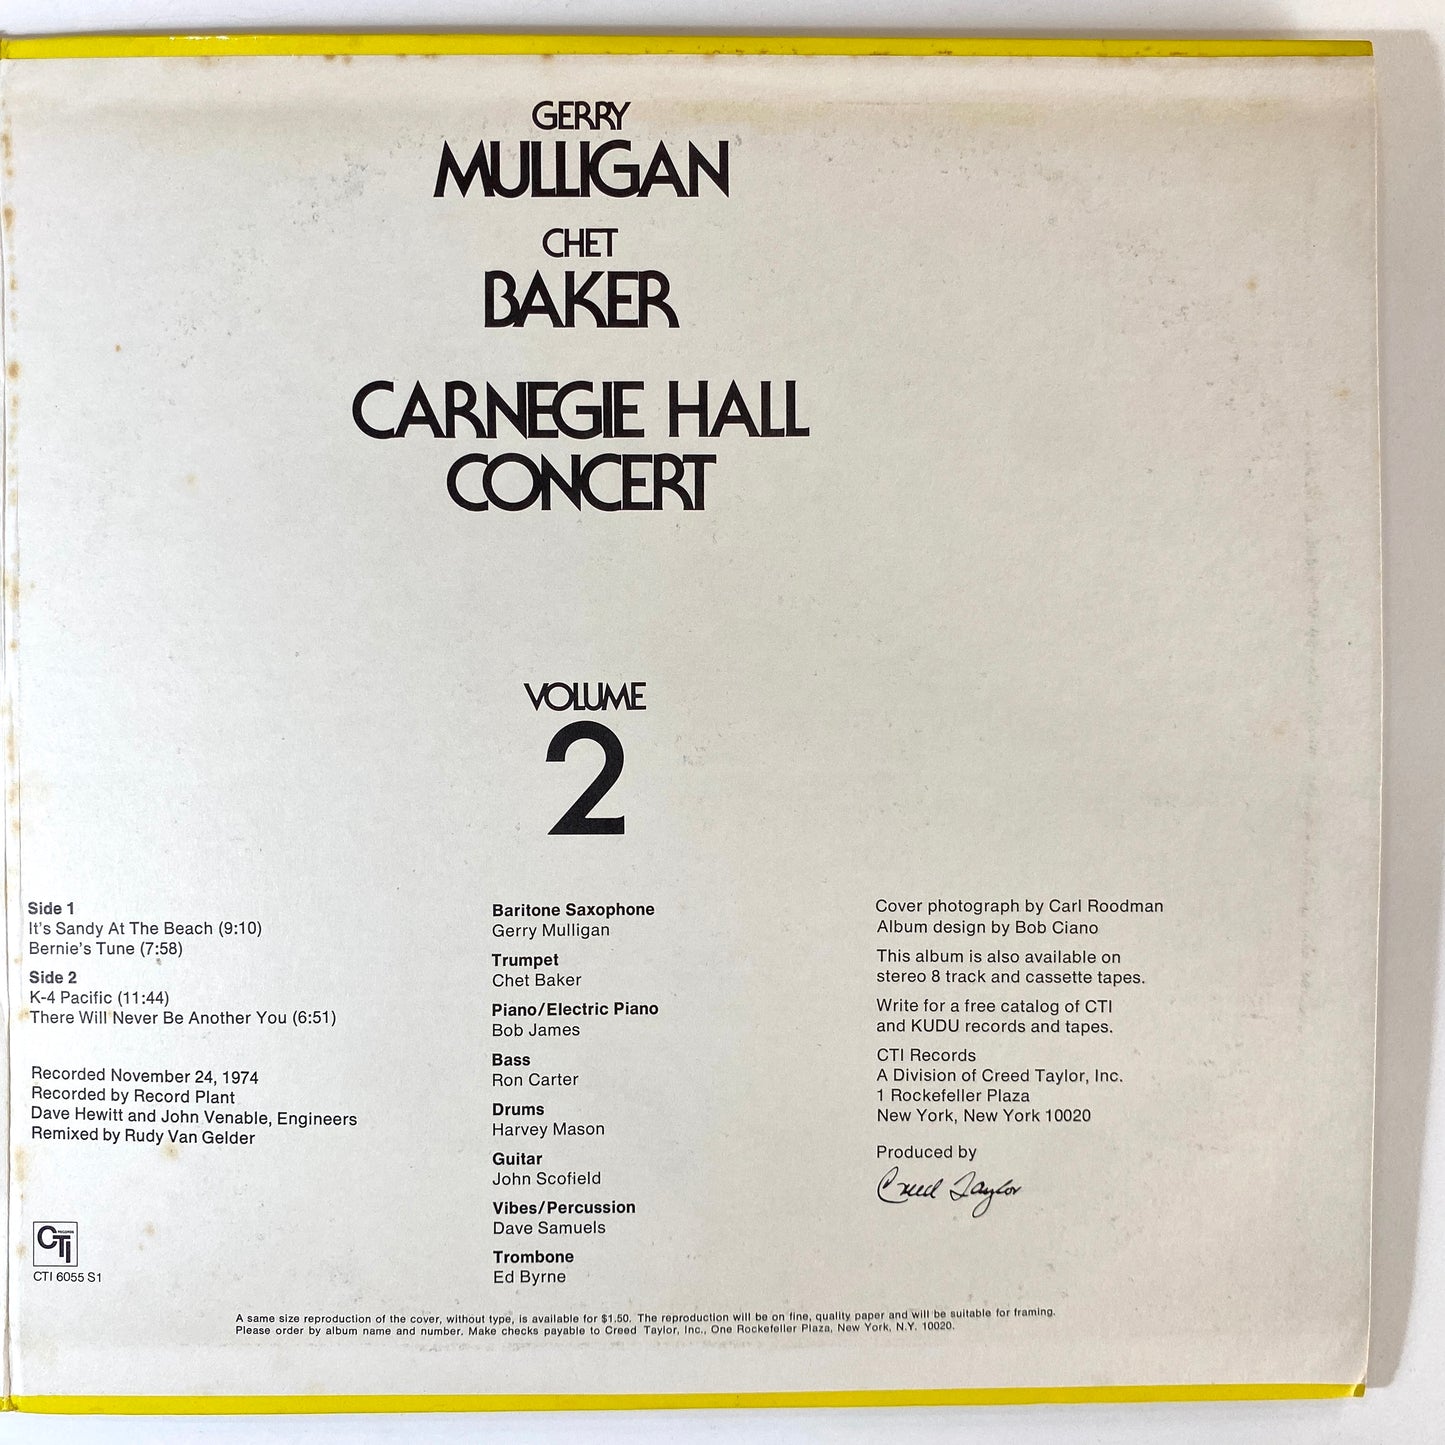 GERRY
MULLIGAN
CHET
BAKER
CARNEGIE HALL
CONCERT
VOLUME
2
Side 1
It's Sandy At The Beach (9:10)
Bernie's Tune (7:58)
Side 2
K-4 Pacific (11:44)
There Will Never Be Another You (6:51)
Recorded November 24, 1974
Recorded by Record Plant
Dave Hewitt and John Venable, Engineers
Remixed by Rudy Van Gelder
CTI RECORDS
CTI 6055 S1
Baritone Saxophone
Gerry Mulligan
Trumpet
Chet Baker
Piano/Electric Piano
Bob James
Bass
Ron Carter
Drums
Harvey Mason
Guitar
John Scofield
Vibes/Percussion
Dave Samuels
Trombone
Ed Byrne
Cover photograph by Carl Roodman
Album design by Bob Ciano
This album is also available on
stereo 8 track and cassette tapes.
Write for a free catalog of CTI
and KUDU records and tapes.
CTI Records
A Division of Creed Taylor, Inc.
1 Rockefeller Plaza
New York, New York 10020
Produced by
Creed Taylor
A same size reproduction of the cover, without type, is available for $1.50. The reproduction will be on fine, quality paper and will be suitable for framing.
Please order by album name and number. Make checks payable to Creed Taylor, Inc., One Rockefeller Plaza, New York, N.Y. 10020.